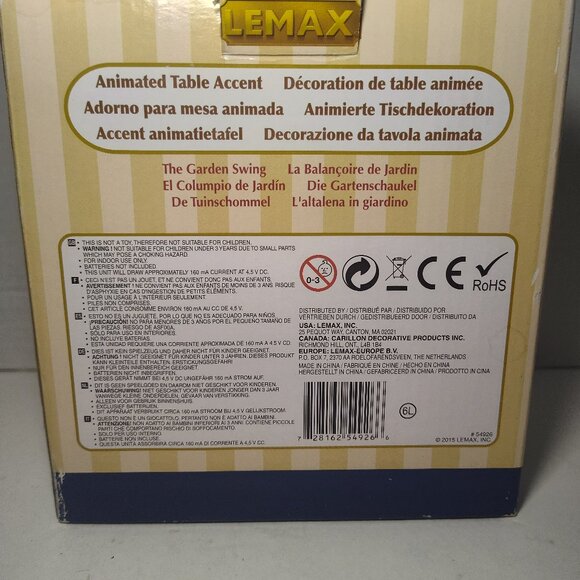 LEMAX
Animated Table Accent Décoration de table animée
Adorno para mesa animada Animierte Tischdekoration
Accent animatietafel Decorazione da tavola animata
The Garden Swing La Balançoire de Jardin
El Columpio de Jardín Die Gartenschaukel
De Tuinschommel L'altalena in giardino
GB • THIS IS NOT A TOY, THEREFORE NOT SUITABLE FOR CHILDREN.
• WARNING! NOT SUITABLE FOR CHILDREN UNDER 3 YEARS DUE TO SMALL PARTS
WHICH MAY POSE A CHOKING HAZARD.
• FOR INDOOR USE ONLY.
• BATTERIES NOT INCLUDED.
• THIS UNIT WILL DRAW APPROXIMATELY 160 mA CURRENT AT 4.5 V DC.
F • CECI N'EST PAS UN JOUET, ET NE CONVIENT DONC PAS AUX ENFANTS.
• AVERTISSEMENT! NE CONVIENT PAS AUX ENFANTS DE MOINS DE 3 ANS. RISQUES
D'ASPHYXIE EN CAS D'INGESTION DE PETITS ÉLÉMENTS.
• POUR UN USAGE À L'INTÉRIEUR SEULEMENT.
• PILES NON COMPRISES.
• CET ARTICLE CONSOMME ENVIRON 160 mA AU CC DE 4,5 V.
ES • ESTO NO ES UN JUGUETE, POR LO QUE NO ES ADECUADO PARA NIÑOS.
• ¡PRECAUCIÓN! NO APTO PARA MENORES DE 3 AÑOS POR EL TAMAÑO DE
LAS PIEZAS. RIESGO DE ASFIXIA.
• SÓLO PARA USO EN INTERIORES.
• NO INCLUYE BATERÍAS.
• ESTA UNIDAD REQUIERE UNA CORRIENTE APROXIMADA DE 160 mA A 4,5 V DC.
DE • DIES IST KEIN SPIELZEUG UND DAHER NICHT FÜR KINDER GEEIGNET.
• ACHTUNG! NICHT GEEIGNET FÜR KINDER UNTER 3 JAHREN. DIESES PRODUKT
KANN KLEINTEILE ENTHALTEN
• NUR FÜR DEN INNENBEREICH GEEIGNET
• BATTERIEN NICHT INBEGRIFFEN.
• DIESES GERÄT NIMMT BEI 4,5 V UNGEFÄHR 160 mA STROM AUF.
NL • DIT IS GEEN SPEELGOED EN DAAROM NIET GESCHIKT VOOR KINDEREN.
• WAARSCHUWING! NIET GESCHIKT VOOR KINDEREN JONGER DAN 3 JAAR
VANWEGE KLEINE ONDERDELEN
• ALLEEN VOOR GEBRUIK BINNENSHUIS.
• EXCLUSIEF BATTERIJEN.
• DIT APPARAAT VERBRUIKT CIRCA 160 mA STROOM BIJ 4,5 V GELIJKSTROOM.
IT • QUESTO NON È UN GIOCATTOLO, PERTANTO NON È ADATTO AI BAMBINI.
• ATTENZIONE! NON ADATTO AI BAMBINI INFERIORI AI 3 ANNI CONTIENE PICCOLE
PARTI CHE COMPORTANO RISCHIO DI SOFFOCAMENTO.
• SOLO PER USO INTERNO.
• BATTERIE NON INCLUSE.
• QUESTA UNITÀ ASSORBIRÀ CIRCA 160 mA DI CORRENTE A 4,5 V CC.
0-3
CE
RoHS
DISTRIBUTED BY / DISTRIBUÉ PAR / DISTRIBUIDO POR
VERTRIEBEN DURCH / GEDISTRIBUEERD DOOR / DISTRIBUITO DA
USA: LEMAX, INC.
25 PEQUOT WAY, CANTON, MA 02021
CANADA: CARILLON DECORATIVE PRODUCTS INC.
RICHMOND HILL, ONT. L4B 1B4
EUROPE: LEMAX-EUROPE B.V.
P.O. BOX 7, 2370 AA ROELOFARENDSVEEN, THE NETHERLANDS
MADE IN CHINA / FABRIQUÉ EN CHINE / HECHO EN CHINA
HERGESTELLT IN CHINA / GEFABRICEERD IN CHINA / PRODOTTO IN CINA
7 28162 54926 6
6L
# 54926
© 2015 LEMAX, INC